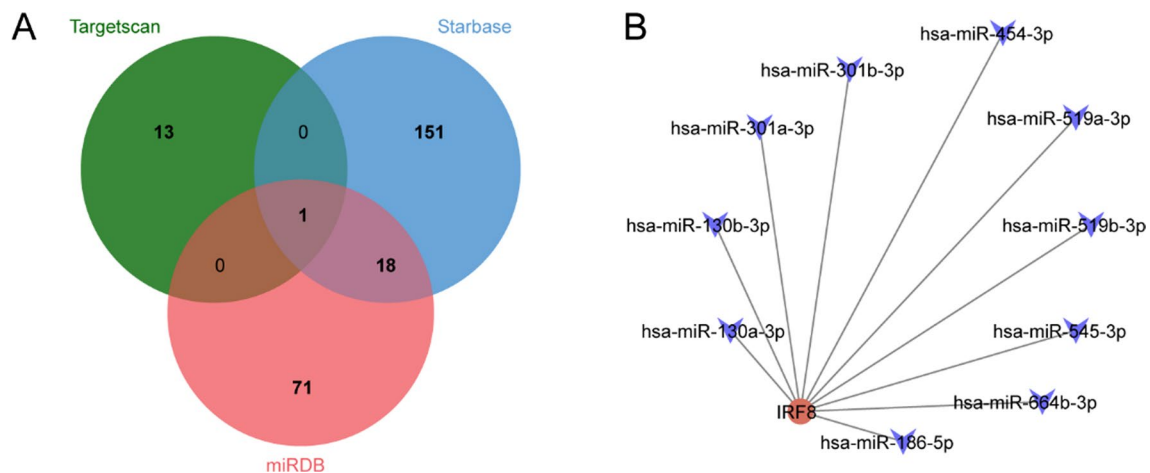 A
Targetscan
Starbase
13
0
151
1
0
18
71
miRDB
B
hsa-miR-454-3p
hsa-miR-301b-3p
hsa-miR-519a-3p
hsa-miR-301a-3p
hsa-miR-130b-3p
hsa-miR-519b-3p
hsa-miR-130a-3p
hsa-miR-545-3p
hsa-miR-664b-3p
IRF8
hsa-miR-186-5p